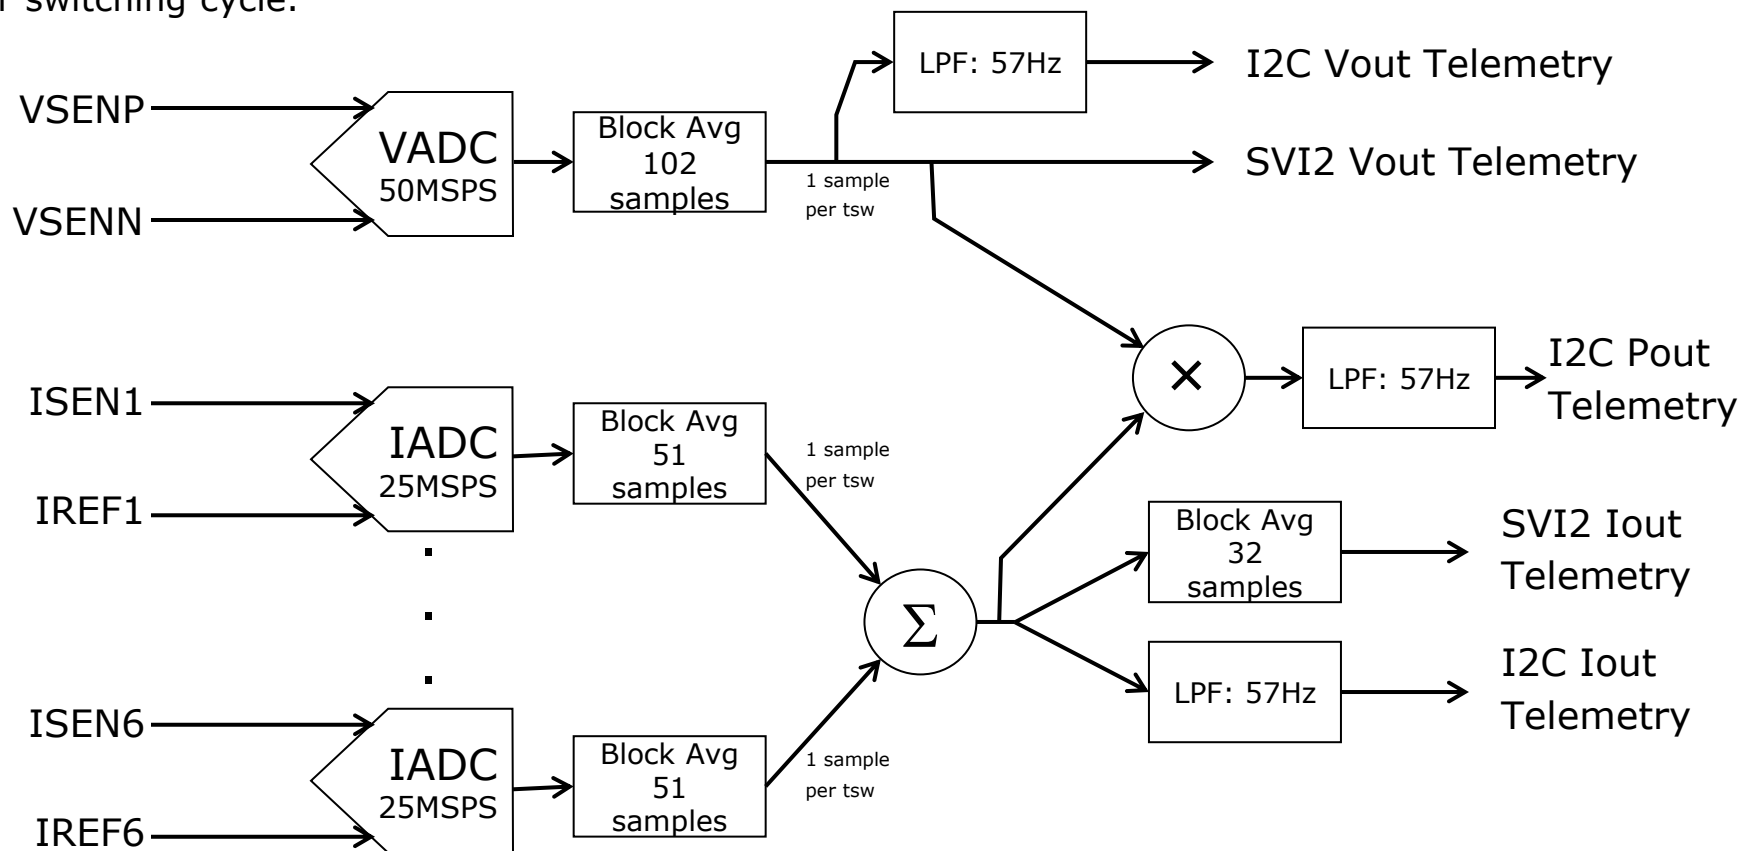 r switching cycle.
LPF: 57Hz
I2C Vout Telemetry
VSENP
VADC
50MSPS
VSENN
Block Avg
102
samples
1 sample
per tsw
SVI2 Vout Telemetry
×
LPF: 57Hz
I2C Pout
Telemetry
ISEN1
IADC
25MSPS
IREF1
Block Avg
51
samples
1 sample
per tsw
Σ
Block Avg
32
samples
SVI2 Iout
Telemetry
LPF: 57Hz
I2C Iout
Telemetry
ISEN6
IADC
25MSPS
IREF6
Block Avg
51
samples
1 sample
per tsw